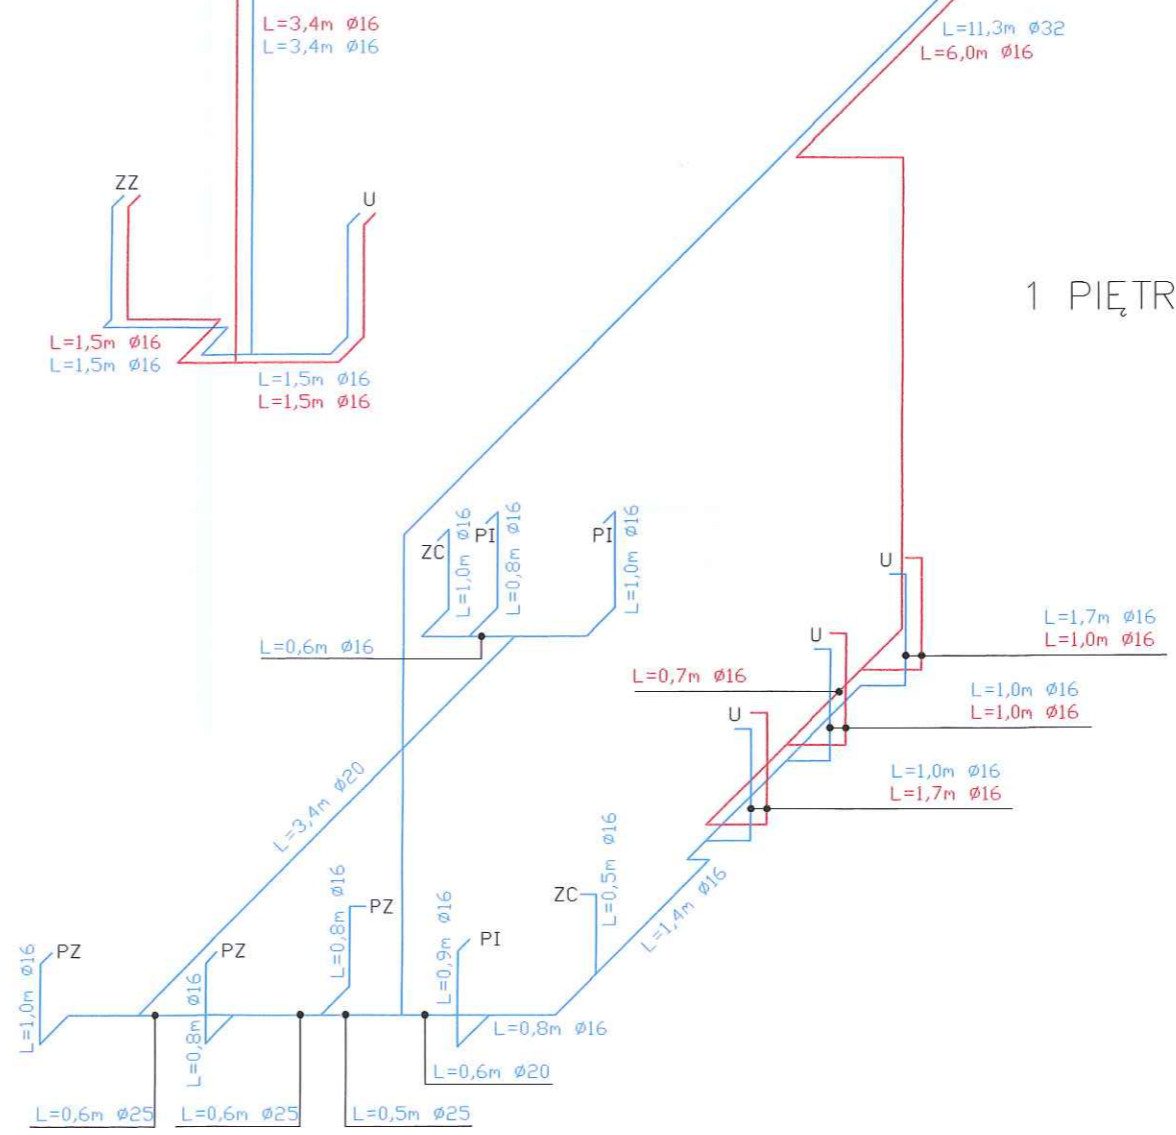 L=3,4m Ø16
L=3,4m Ø16
L=11,3m Ø32
L=6,0m Ø16
ZZ
U
1 PIĘTR
L=1,5m Ø16
L=1,5m Ø16
L=1,5m Ø16
L=1,5m Ø16
ZC
L=1,0m Ø16
PI
L=0,8m Ø16
PI
L=1,0m Ø16
U
L=1,7m Ø16
L=1,0m Ø16
L=0,6m Ø16
U
L=0,7m Ø16
L=1,0m Ø16
L=1,0m Ø16
U
L=1,0m Ø16
L=1,7m Ø16
L=3,4m Ø20
L=0,5m Ø16
ZC
L=1,4m Ø16
L=0,8m Ø16
PZ
L=0,9m Ø16
PI
L=1,0m Ø16
PZ
PZ
L=0,8m Ø16
L=0,8m Ø16
L=0,6m Ø20
L=0,6m Ø25
L=0,6m Ø25
L=0,5m Ø25